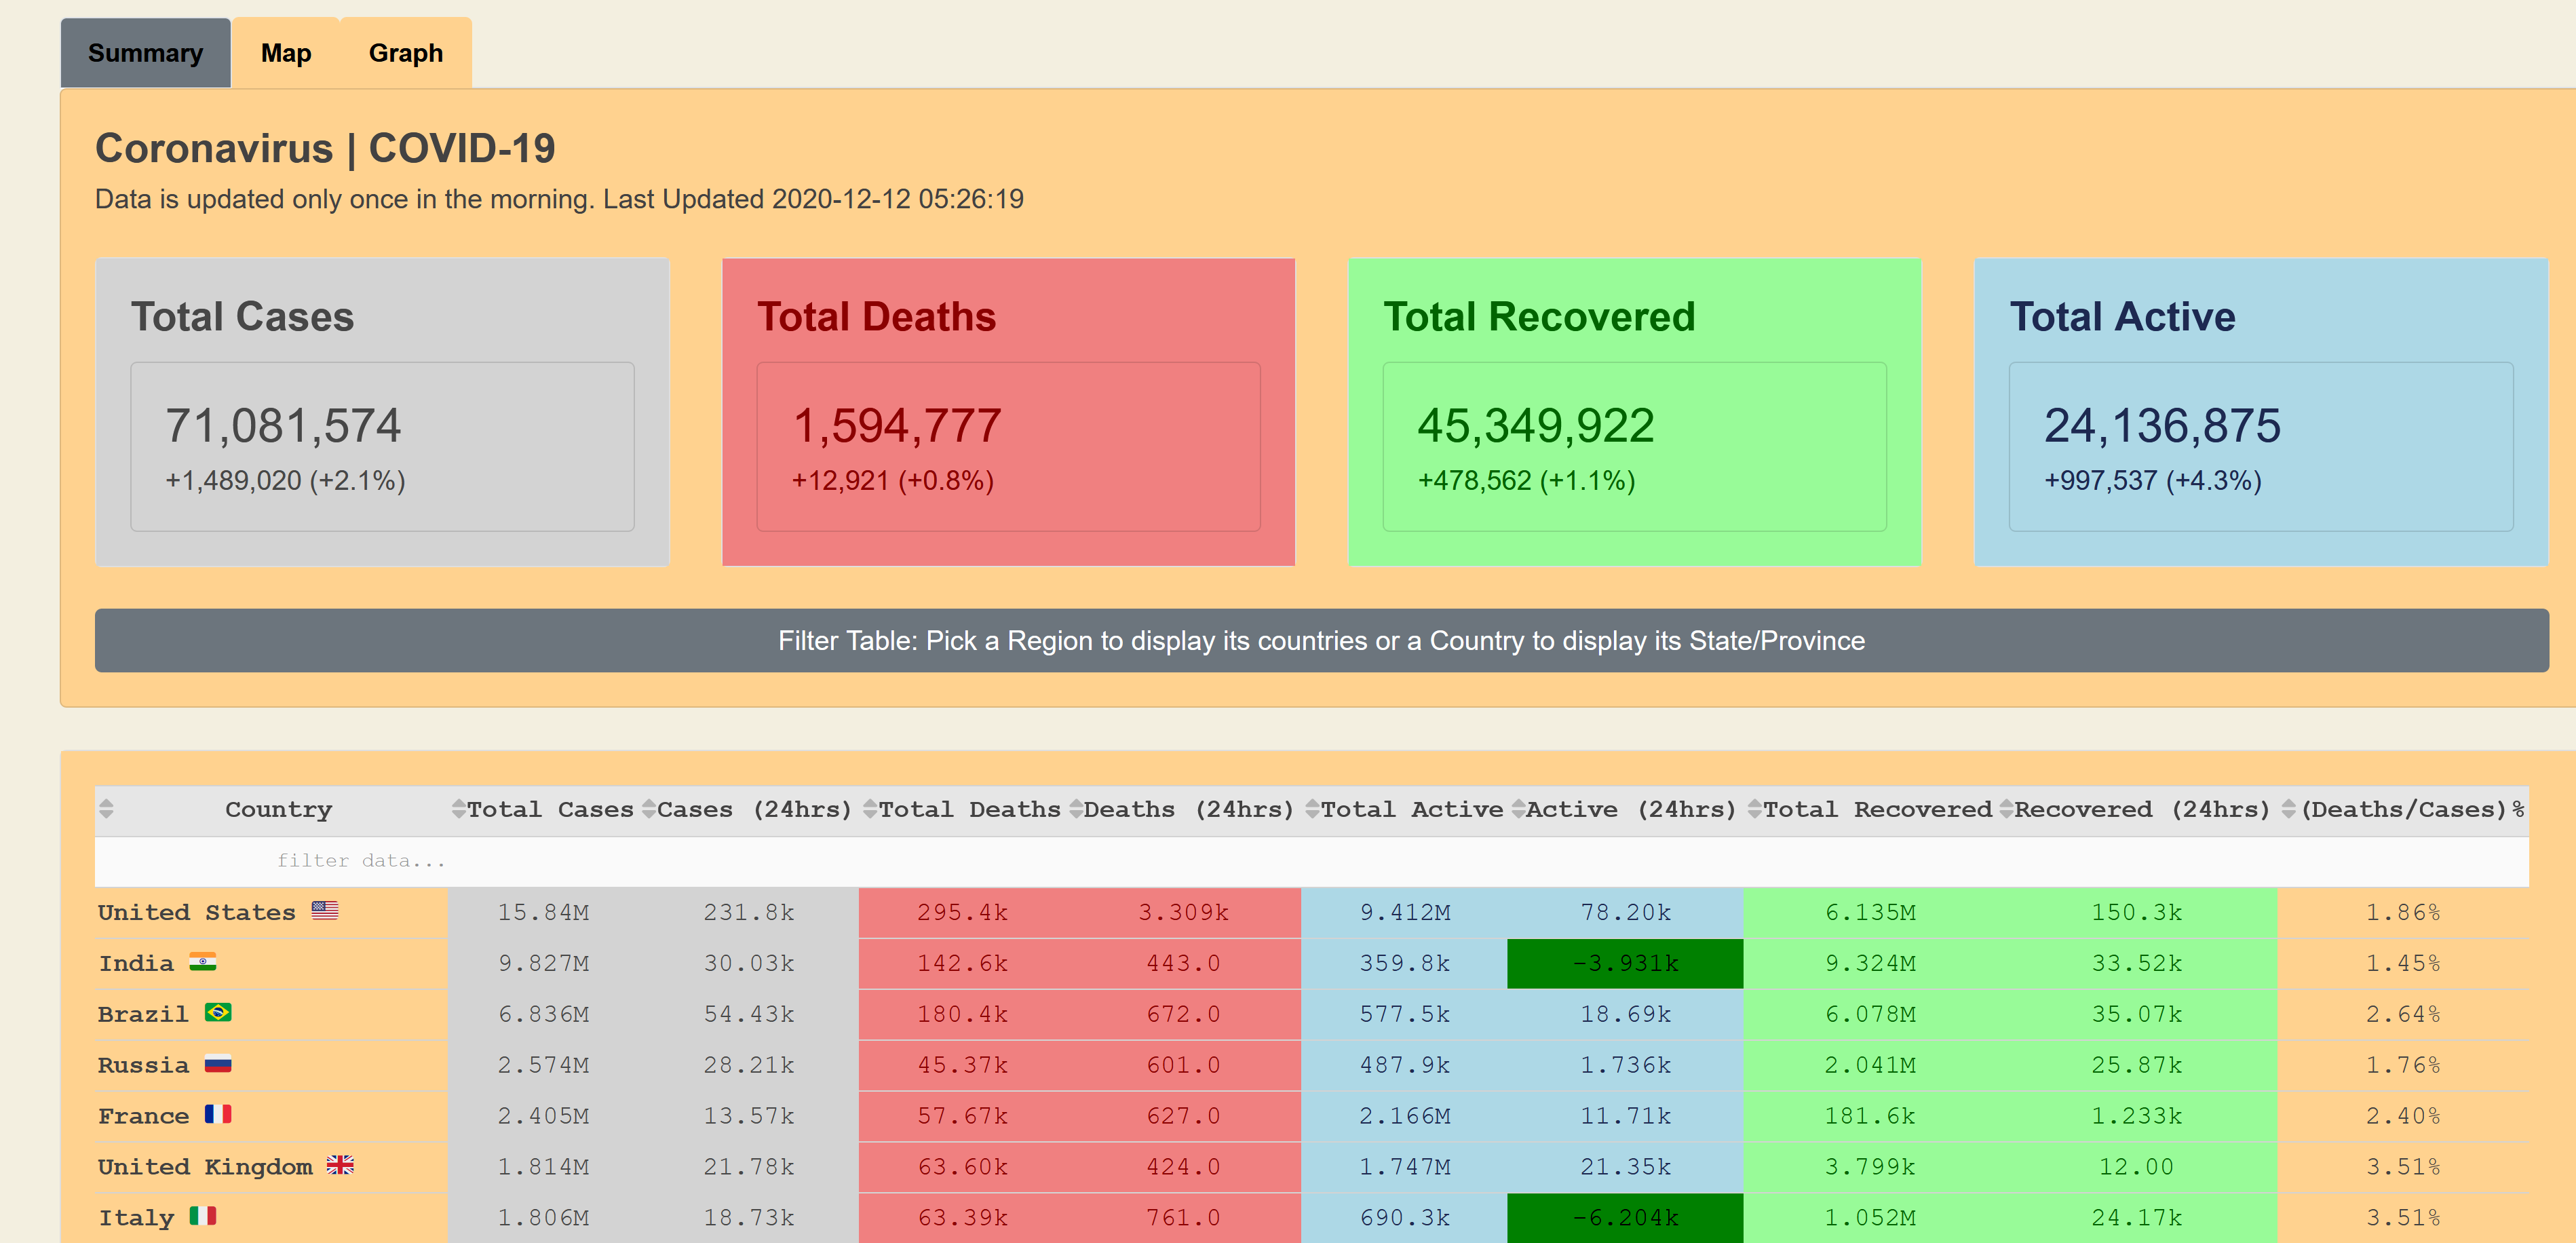 Summary Map Graph
Coronavirus | COVID-19
Data is updated only once in the morning. Last Updated 2020-12-12 05:26:19
Total Cases
71,081,574
+1,489,020 (+2.1%)
Total Deaths
1,594,777
+12,921 (+0.8%)
Total Recovered
45,349,922
+478,562 (+1.1%)
Total Active
24,136,875
+997,537 (+4.3%)
Filter Table: Pick a Region to display its countries or a Country to display its State/Province
Country Total Cases Cases (24hrs) Total Deaths Deaths (24hrs) Total Active Active (24hrs) Total Recovered Recovered (24hrs) (Deaths/Cases)%
filter data...
United States 15.84M 231.8k 295.4k 3.309k 9.412M 78.20k 6.135M 150.3k 1.86%
India 9.827M 30.03k 142.6k 443.0 359.8k -3.931k 9.324M 33.52k 1.45%
Brazil 6.836M 54.43k 180.4k 672.0 577.5k 18.69k 6.078M 35.07k 2.64%
Russia 2.574M 28.21k 45.37k 601.0 487.9k 1.736k 2.041M 25.87k 1.76%
France 2.405M 13.57k 57.67k 627.0 2.166M 11.71k 181.6k 1.233k 2.40%
United Kingdom 1.814M 21.78k 63.60k 424.0 1.747M 21.35k 3.799k 12.00 3.51%
Italy 1.806M 18.73k 63.39k 761.0 690.3k -6.204k 1.052M 24.17k 3.51%